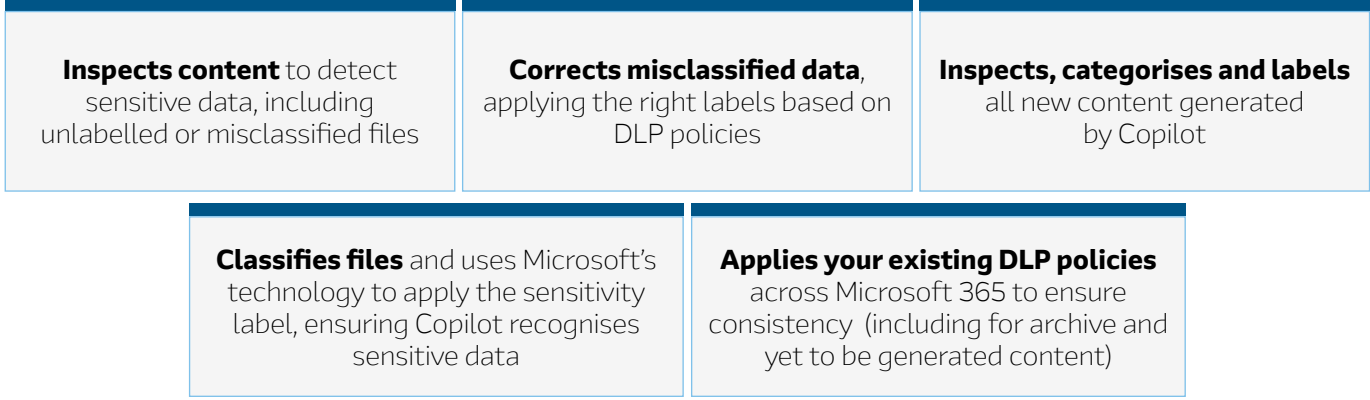 Inspects content to detect
sensitive data, including
unlabelled or misclassified files
Corrects misclassified data,
applying the right labels based on
DLP policies
Inspects, categorises and labels
all new content generated
by Copilot
Classifies files and uses Microsoft's
technology to apply the sensitivity
label, ensuring Copilot recognises
sensitive data
Applies your existing DLP policies
across Microsoft 365 to ensure
consistency (including for archive and
yet to be generated content)